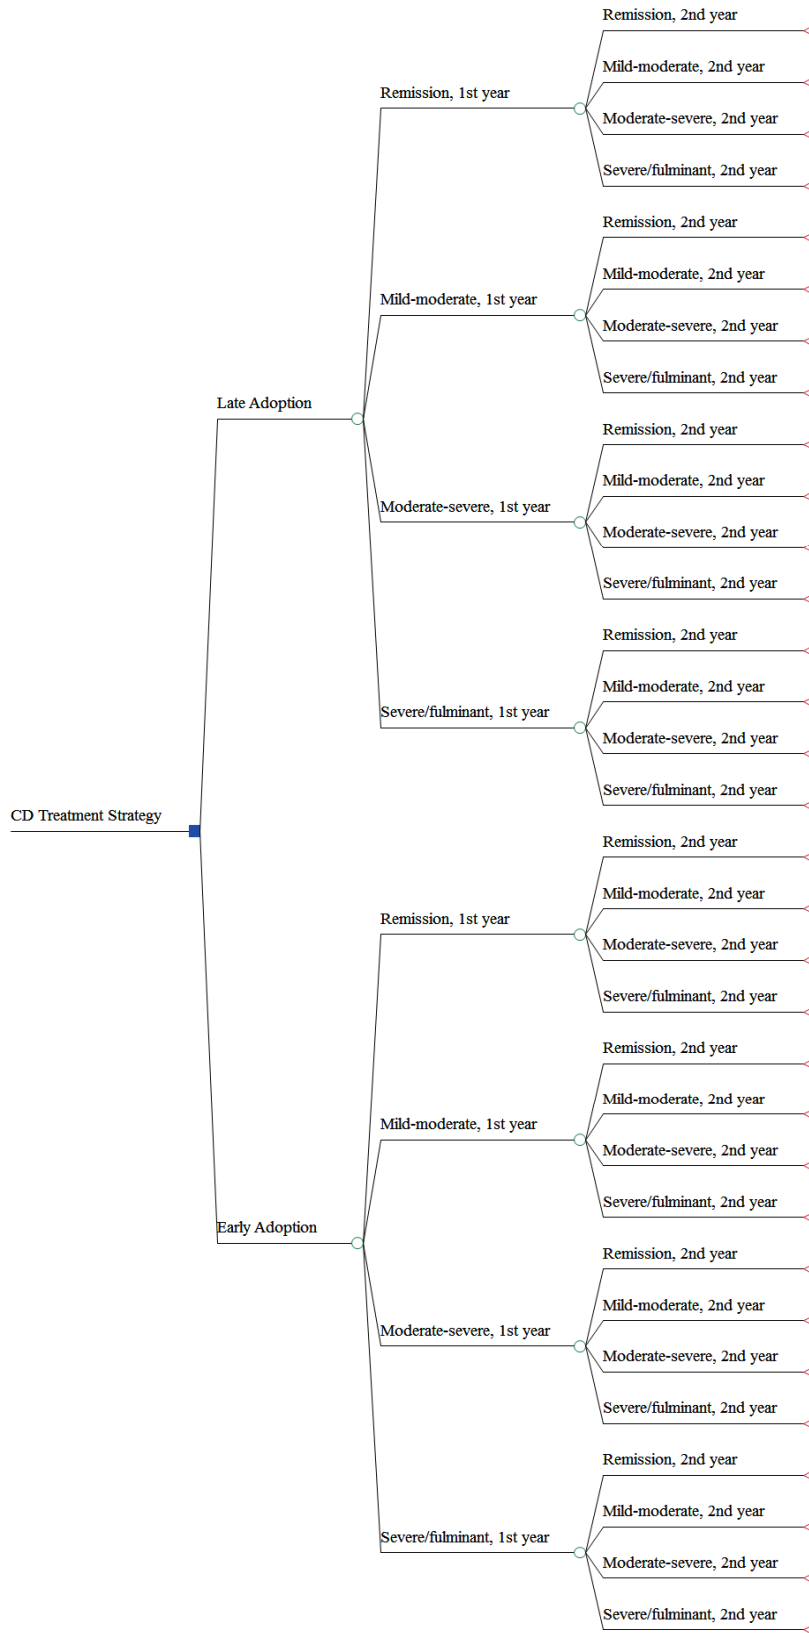 Remission, 2nd year
Mild-moderate, 2nd year
Remission, 1st year
Moderate-severe, 2nd year
Severe/fulminant, 2nd year
Remission, 2nd year
Mild-moderate, 2nd year
Mild-moderate, 1st year
Moderate-severe, 2nd year
Severe/fulminant, 2nd year
Late Adoption
Remission, 2nd year
Mild-moderate, 2nd year
Moderate-severe, 1st year
Moderate-severe, 2nd year
Severe/fulminant, 2nd year
Remission, 2nd year
Mild-moderate, 2nd year
Severe/fulminant, 1st year
Moderate-severe, 2nd year
Severe/fulminant, 2nd year
CD Treatment Strategy
Remission, 2nd year
Mild-moderate, 2nd year
Remission, 1st year
Moderate-severe, 2nd year
Severe/fulminant, 2nd year
Remission, 2nd year
Mild-moderate, 2nd year
Mild-moderate, 1st year
Moderate-severe, 2nd year
Severe/fulminant, 2nd year
Early Adoption
Remission, 2nd year
Mild-moderate, 2nd year
Moderate-severe, 1st year
Moderate-severe, 2nd year
Severe/fulminant, 2nd year
Remission, 2nd year
Mild-moderate, 2nd year
Severe/fulminant, 1st year
Moderate-severe, 2nd year
Severe/fulminant, 2nd year